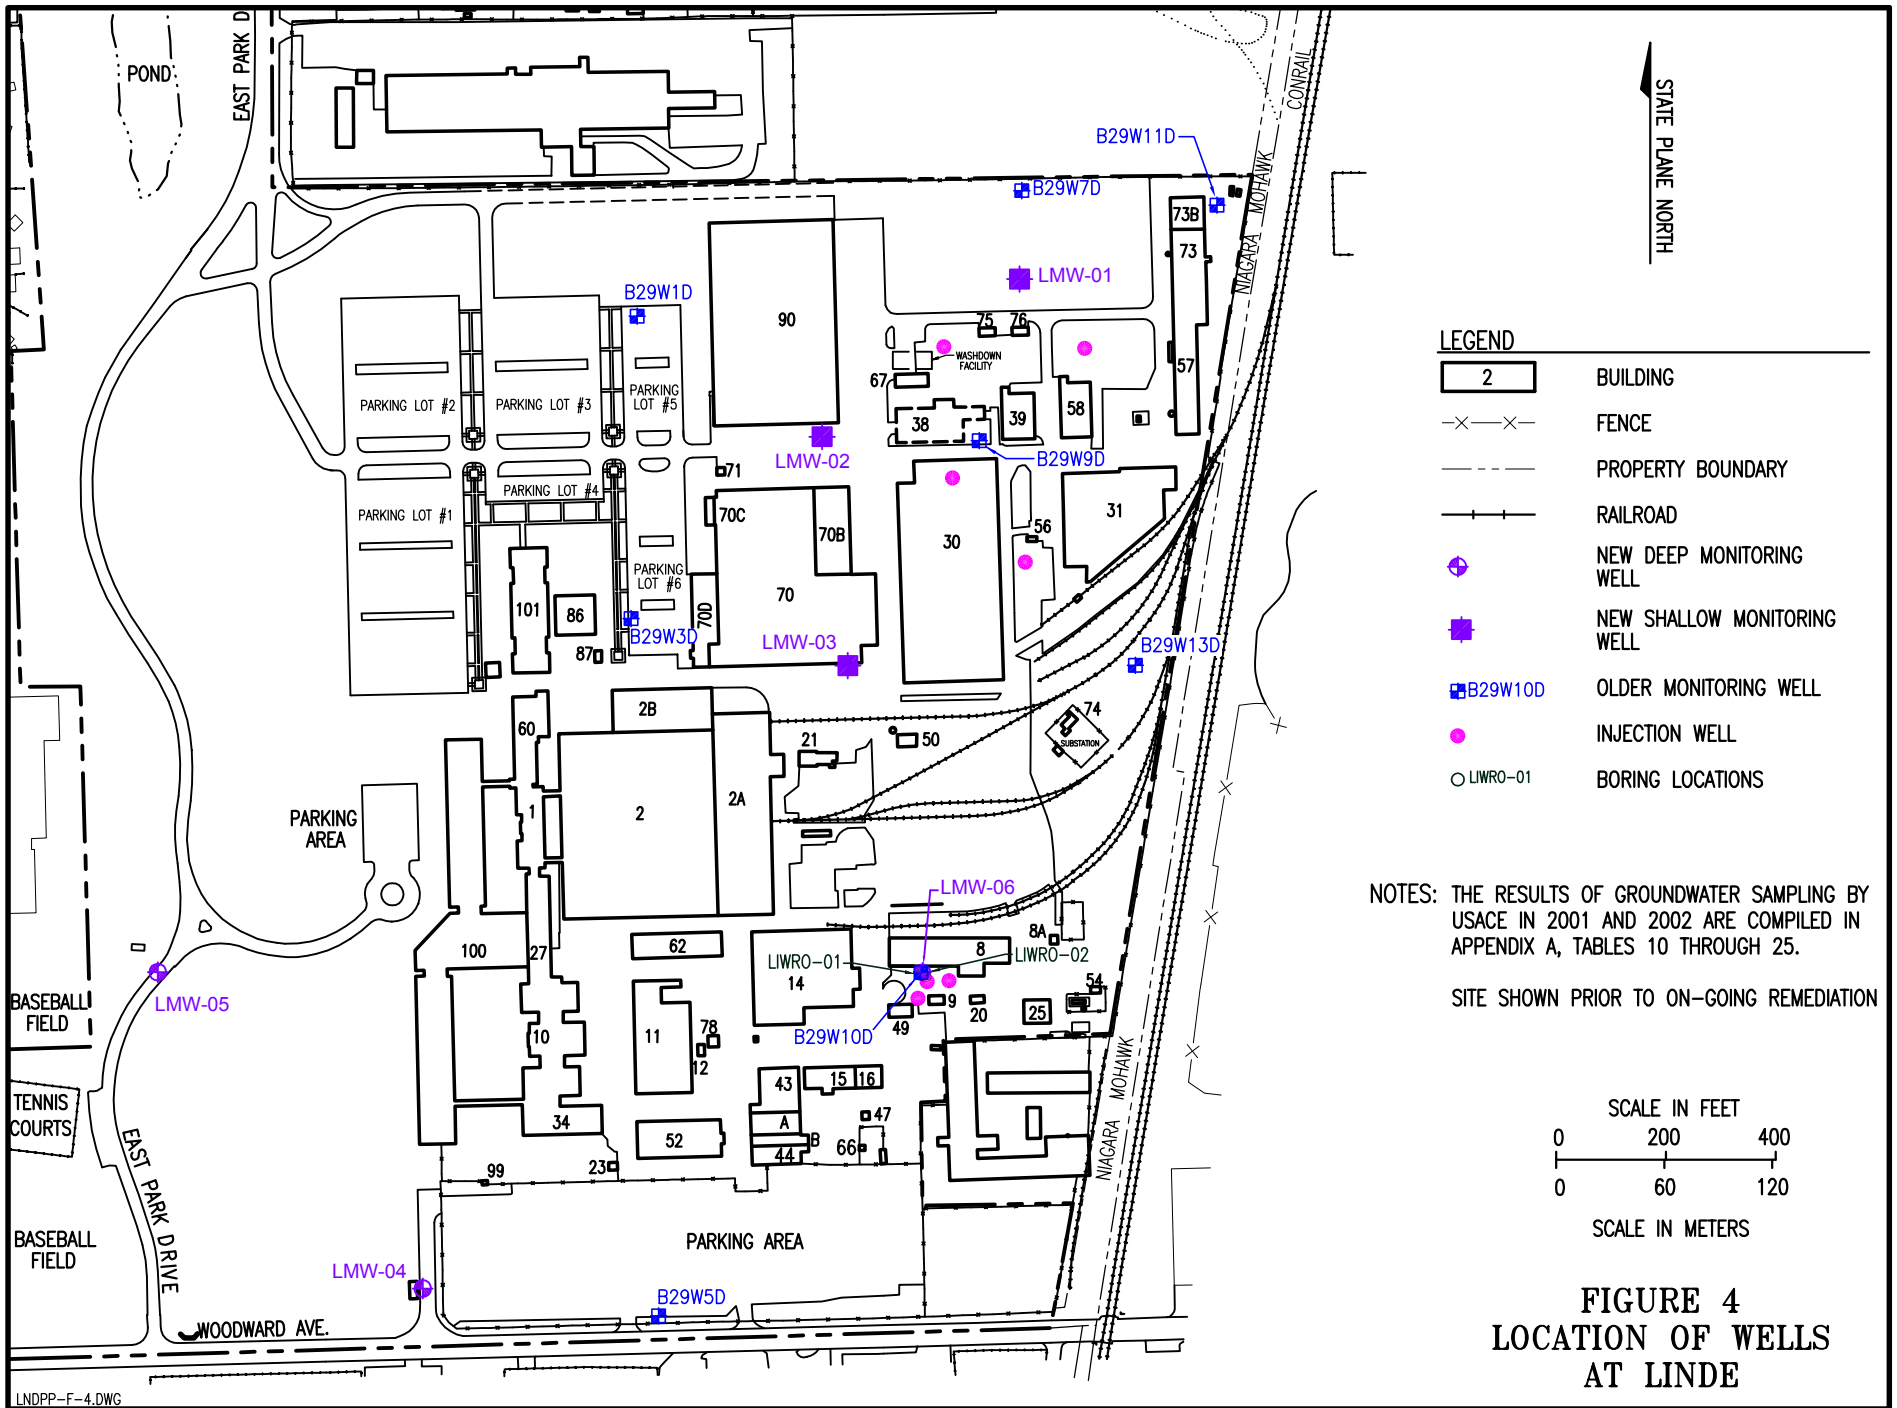 POND
EAST PARK D
CONRAIL
B29W11D
NIAGARA MOHAWK
STATE PLANE NORTH
B29W7D
73B
73
LMW-01
B29W1D
90
75
76
WASHDOWN
FACILITY
57
67
PARKING LOT #2
PARKING LOT #3
PARKING
LOT #5
38
39
58
LMW-02
B29W9D
71
PARKING LOT #4
PARKING LOT #1
70C
70B
30
31
56
PARKING
LOT #6
101
86
70D
70
87
B29W3D
LMW-03
B29W13D
2B
60
21
50
74
SUBSTATION
1
2
2A
PARKING
AREA
LMW-06
8A
100
27
62
8
LIWRO-01
LIWRO-02
14
LMW-05
54
9
20
25
49
BASEBALL
FIELD
10
11
78
12
B29W10D
NIAGARA MOHAWK
43
15
16
TENNIS
COURTS
34
52
A
B
44
47
66
EAST PARK DRIVE
99
23
BASEBALL
FIELD
PARKING AREA
LMW-04
B29W5D
WOODWARD AVE.
LNDPP-F-4.DWG
LEGEND
2 BUILDING
FENCE
PROPERTY BOUNDARY
RAILROAD
NEW DEEP MONITORING
WELL
NEW SHALLOW MONITORING
WELL
B29W10D OLDER MONITORING WELL
INJECTION WELL
LIWRO-01 BORING LOCATIONS
NOTES: THE RESULTS OF GROUNDWATER SAMPLING BY
USACE IN 2001 AND 2002 ARE COMPILED IN
APPENDIX A, TABLES 10 THROUGH 25.
SITE SHOWN PRIOR TO ON-GOING REMEDIATION
SCALE IN FEET
0 200 400
0 60 120
SCALE IN METERS
FIGURE 4
LOCATION OF WELLS
AT LINDE